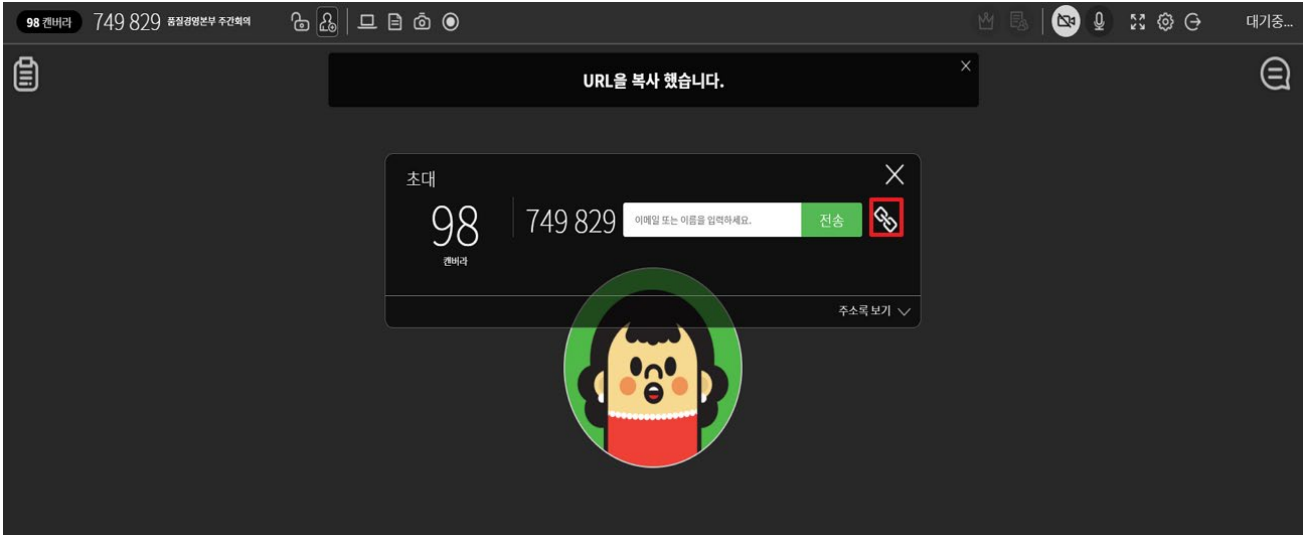 98 캔버라 749 829 품질경영본부 주간회의 대기중...
URL을 복사 했습니다.
초대
98 749 829 이메일 또는 이름을 입력하세요. 전송
캔버라
주소록 보기